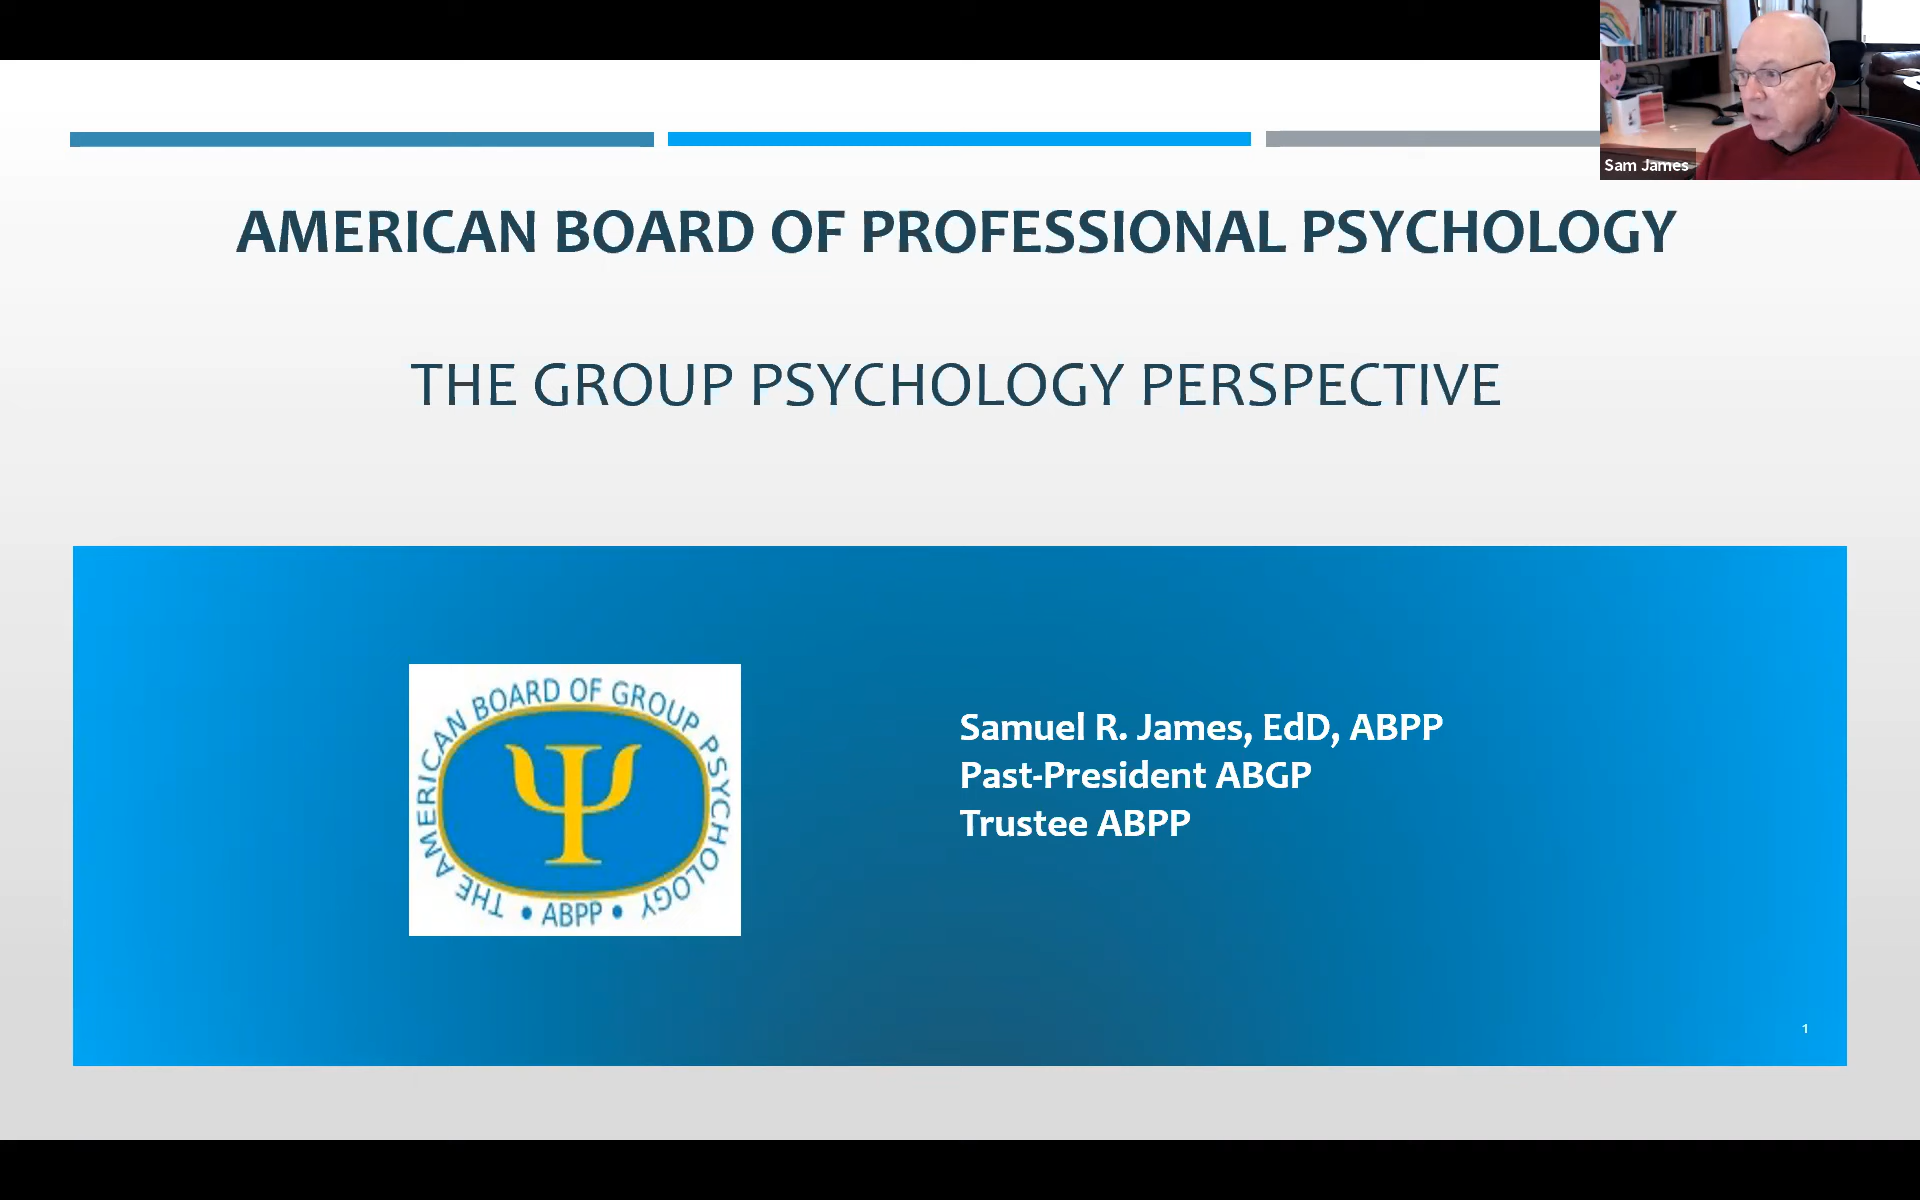 Sam James
AMERICAN BOARD OF PROFESSIONAL PSYCHOLOGY
THE GROUP PSYCHOLOGY PERSPECTIVE
THE AMERICAN BOARD OF GROUP PSYCHOLOGY
• ABPP •
Samuel R. James, EdD, ABPP
Past-President ABGP
Trustee ABPP
1